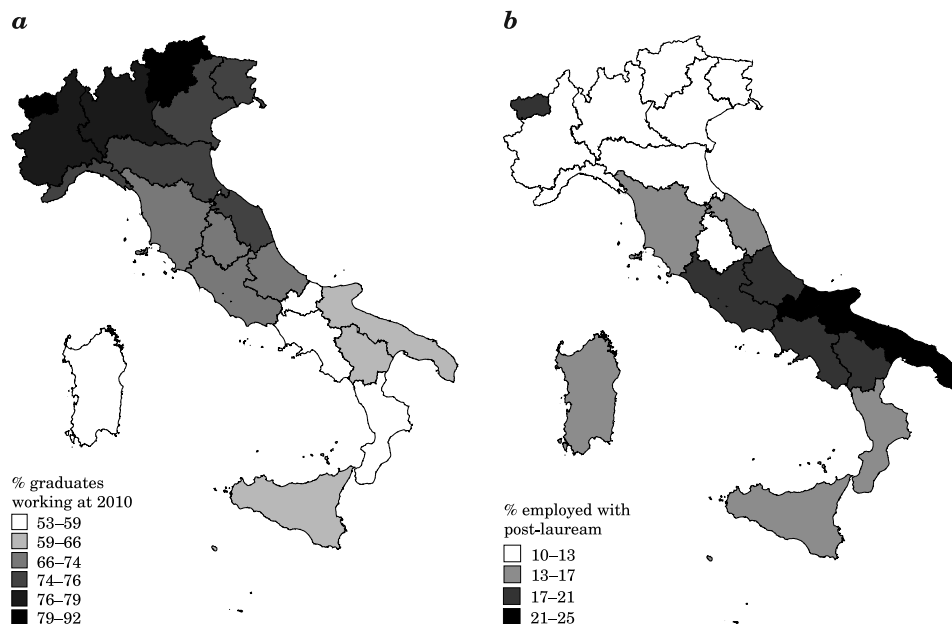 a
b
% graduates
working at 2010
53–59
59–66
66–74
74–76
76–79
79–92
% employed with
post-lauream
10–13
13–17
17–21
21–25